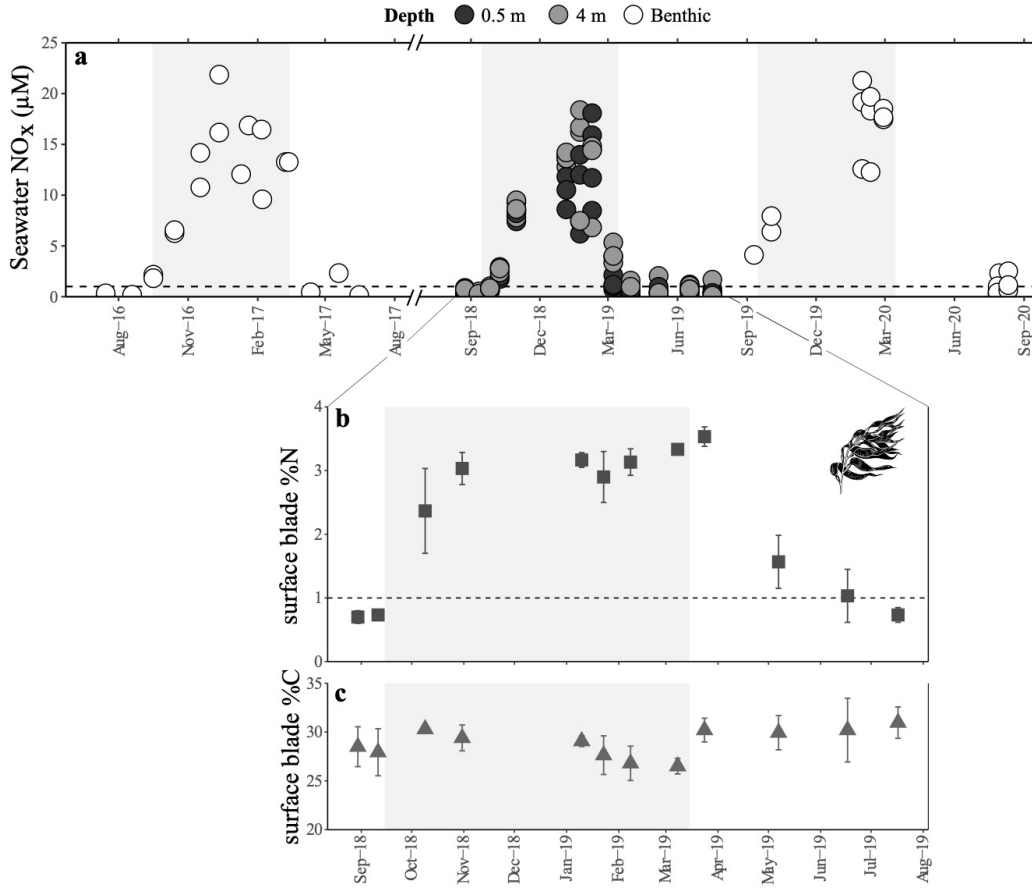 Depth 0.5 m 4 m Benthic
a
Seawater NOx (µM)
25
20
15
10
5
0
Aug–16 Nov–16 Feb–17 May–17 Aug–17 Sep–18 Dec–18 Mar–19 Jun–19 Sep–19 Dec–19 Mar–20 Jun–20 Sep–20
b
surface blade %N
4
3
2
1
0
c
surface blade %C
35
30
25
20
Sep–18 Oct–18 Nov–18 Dec–18 Jan–19 Feb–19 Mar–19 Apr–19 May–19 Jun–19 Jul–19 Aug–19